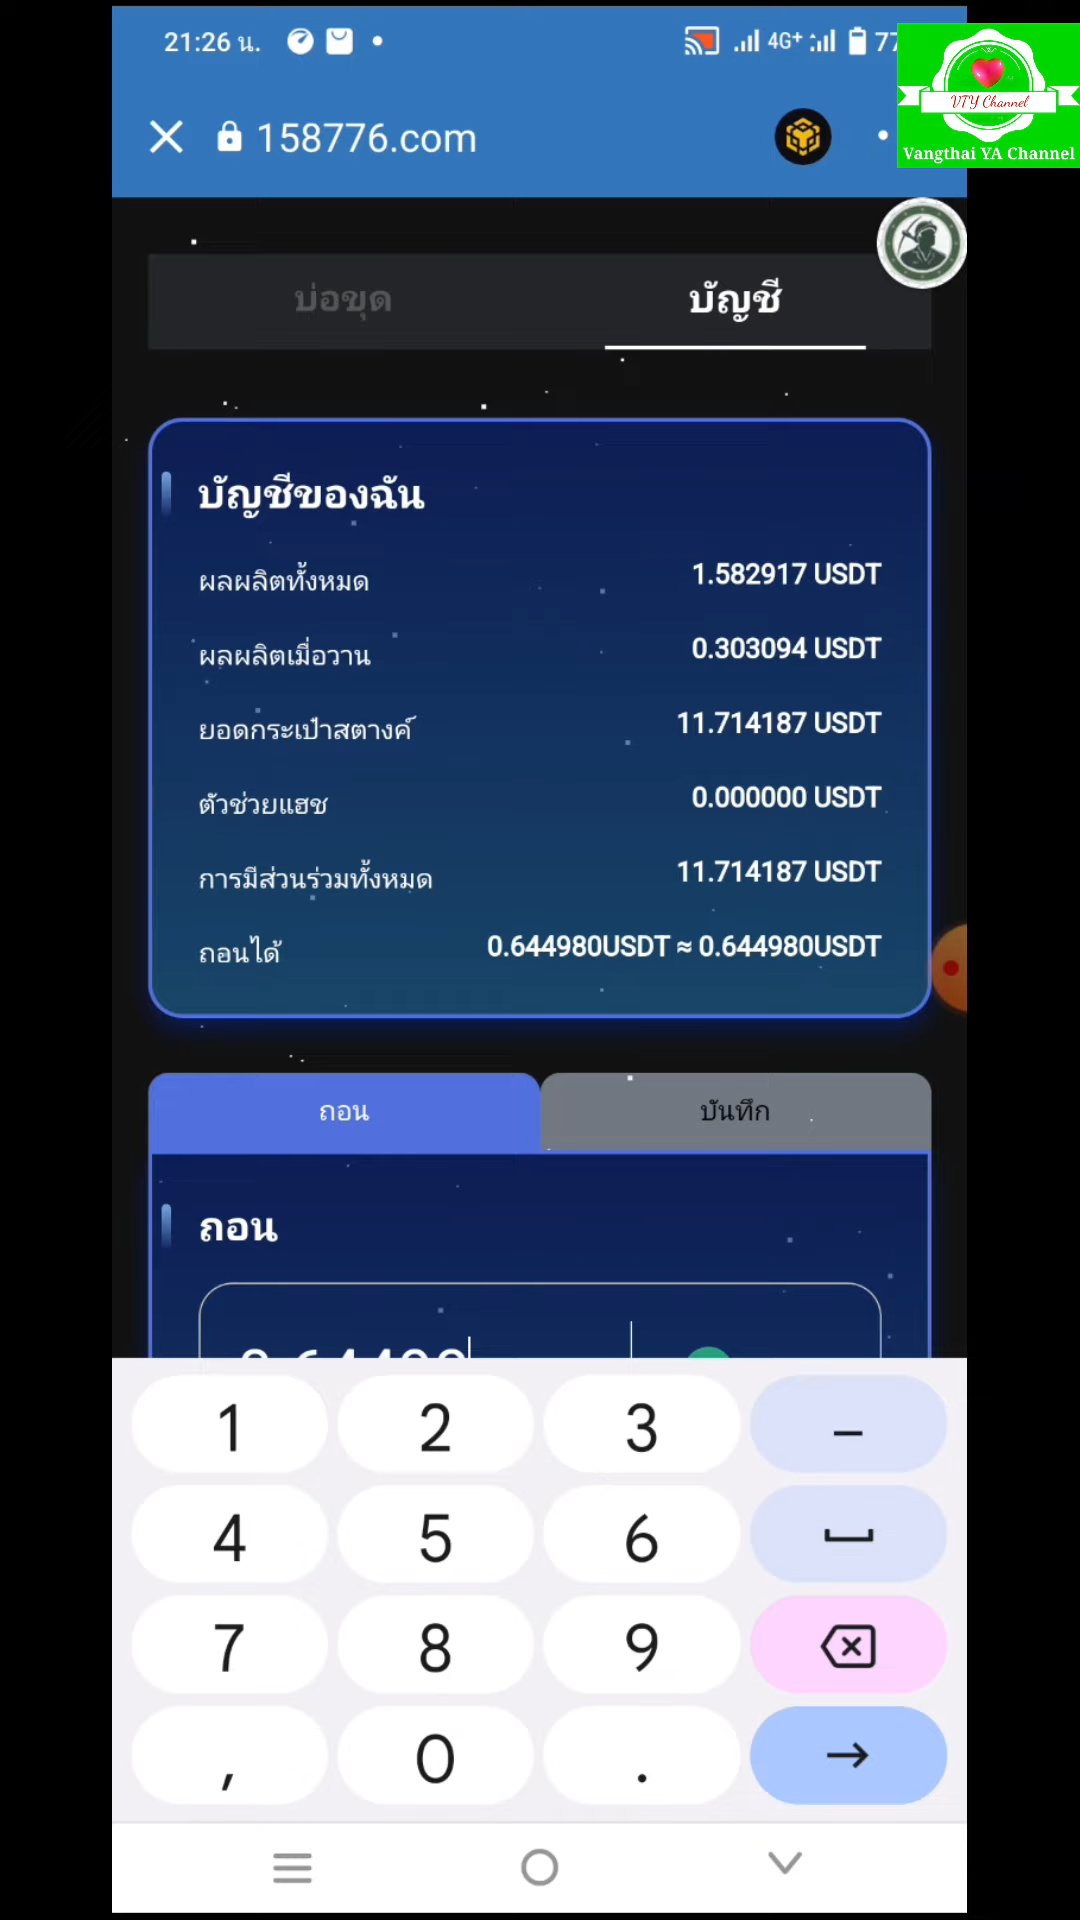 21:26 น.
4G+
158776.com
VTY Channel
Vangthai YA Channel
บ่อขุด
บัญชี
บัญชีของฉัน
ผลผลิตทั้งหมด 1.582917 USDT
ผลผลิตเมื่อวาน 0.303094 USDT
ยอดกระเป๋าสตางค์ 11.714187 USDT
ตัวช่วยแฮช 0.000000 USDT
การมีส่วนร่วมทั้งหมด 11.714187 USDT
ถอนได้ 0.644980USDT ≈ 0.644980USDT
ถอน
บันทึก
ถอน
1 2 3 –
4 5 6
7 8 9
, 0 .